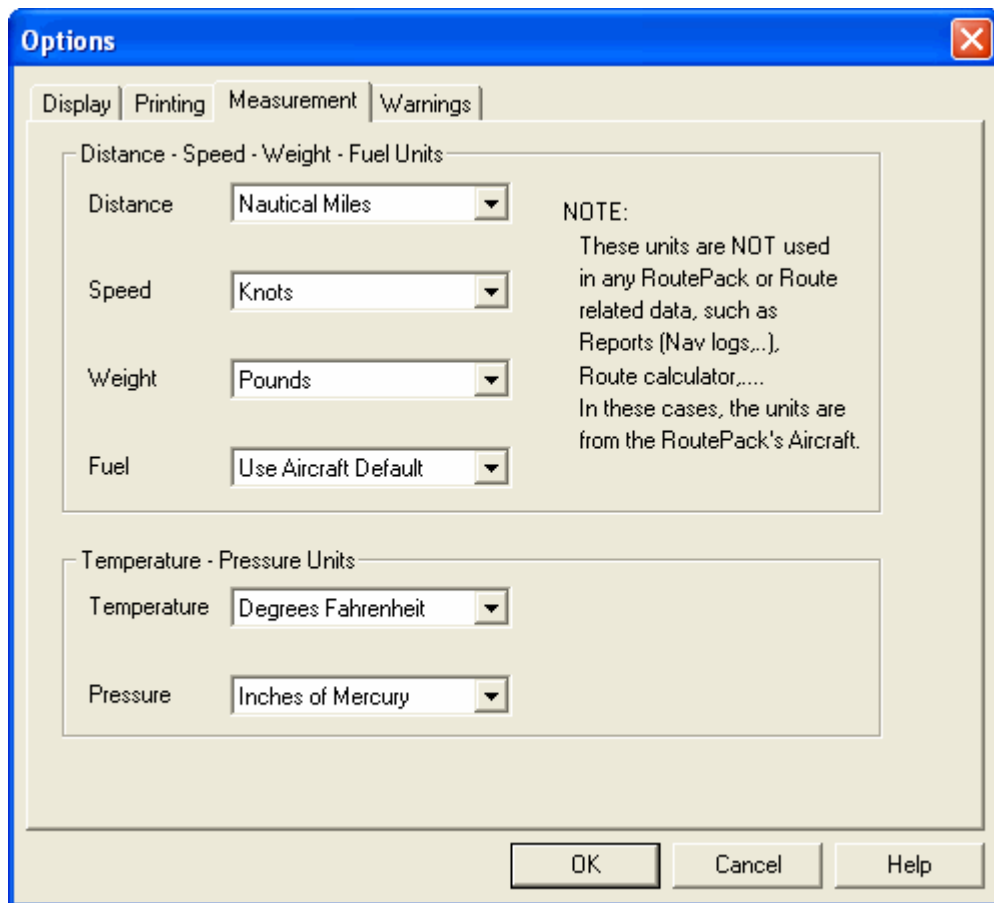 Options
Display
Printing
Measurement
Warnings
Distance - Speed - Weight - Fuel Units
Distance
Nautical Miles
Speed
Knots
Weight
Pounds
Fuel
Use Aircraft Default
NOTE:
These units are NOT used
in any RoutePack or Route
related data, such as
Reports (Nav logs,..),
Route calculator,....
In these cases, the units are
from the RoutePack's Aircraft.
Temperature - Pressure Units
Temperature
Degrees Fahrenheit
Pressure
Inches of Mercury
OK
Cancel
Help